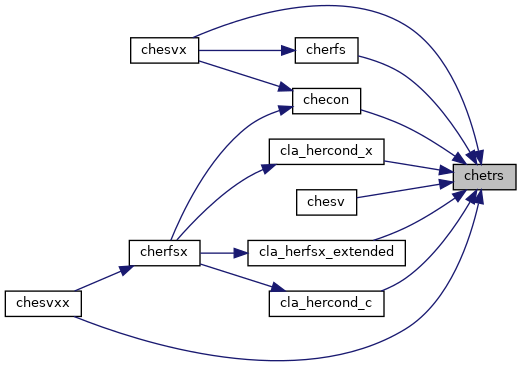 chesvx
cherfs
checon
cla_hercond_x
chetrs
chesv
cherfsx
cla_herfsx_extended
chesvxx
cla_hercond_c